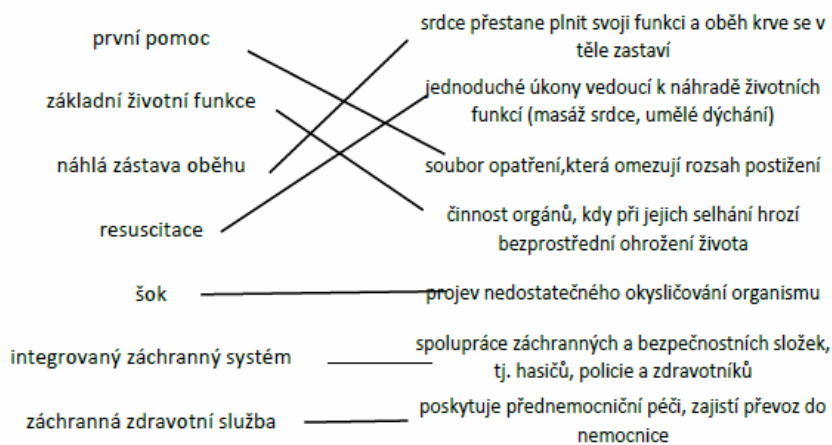 první pomoc
základní životní funkce
náhlá zástava oběhu
resuscitace
šok
integrovaný záchranný systém
záchranná zdravotní služba
srdce přestane plnit svoji funkci a oběh krve se v
těle zastaví
jednoduché úkony vedoucí k náhradě životních
funkcí (masáž srdce, umělé dýchání)
soubor opatření,která omezují rozsah postižení
činnost orgánů, kdy při jejich selhání hrozí
bezprostřední ohrožení života
projev nedostatečného okysličování organismu
spolupráce záchranných a bezpečnostních složek,
tj. hasičů, policie a zdravotníků
poskytuje přednemocniční péči, zajistí převoz do
nemocnice